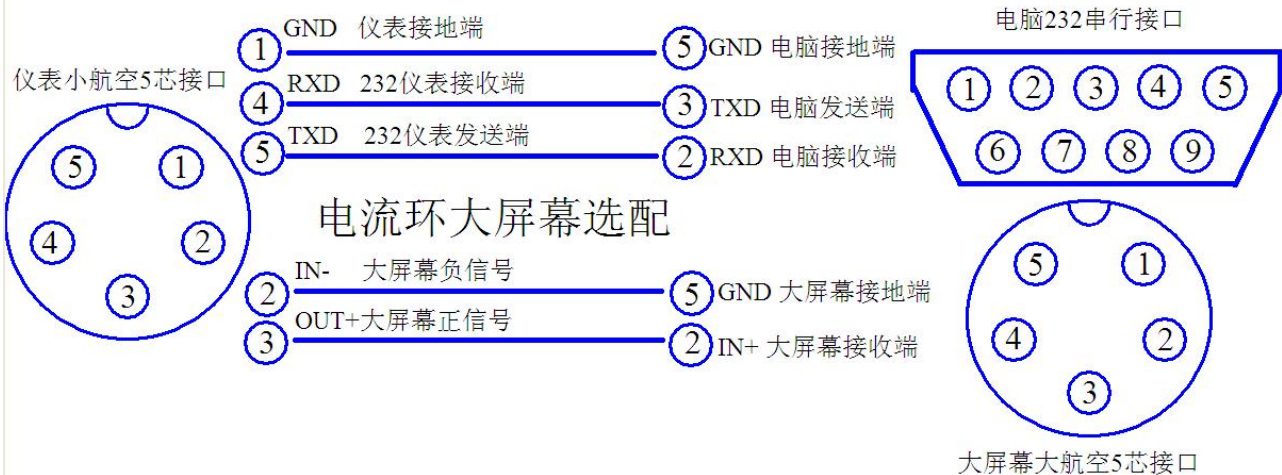 电脑232串行接口
① GND 仪表接地端 ⑤ GND 电脑接地端
仪表小航空5芯接口
④ RXD 232仪表接收端 ③ TXD 电脑发送端
⑤ TXD 232仪表发送端 ② RXD 电脑接收端
① ② ③ ④ ⑤
⑥ ⑦ ⑧ ⑨
⑤ ①
④ ②
③
电流环大屏幕选配
② IN- 大屏幕负信号 ⑤ GND 大屏幕接地端
③ OUT+大屏幕正信号 ② IN+ 大屏幕接收端
⑤ ①
④ ②
③
大屏幕大航空5芯接口